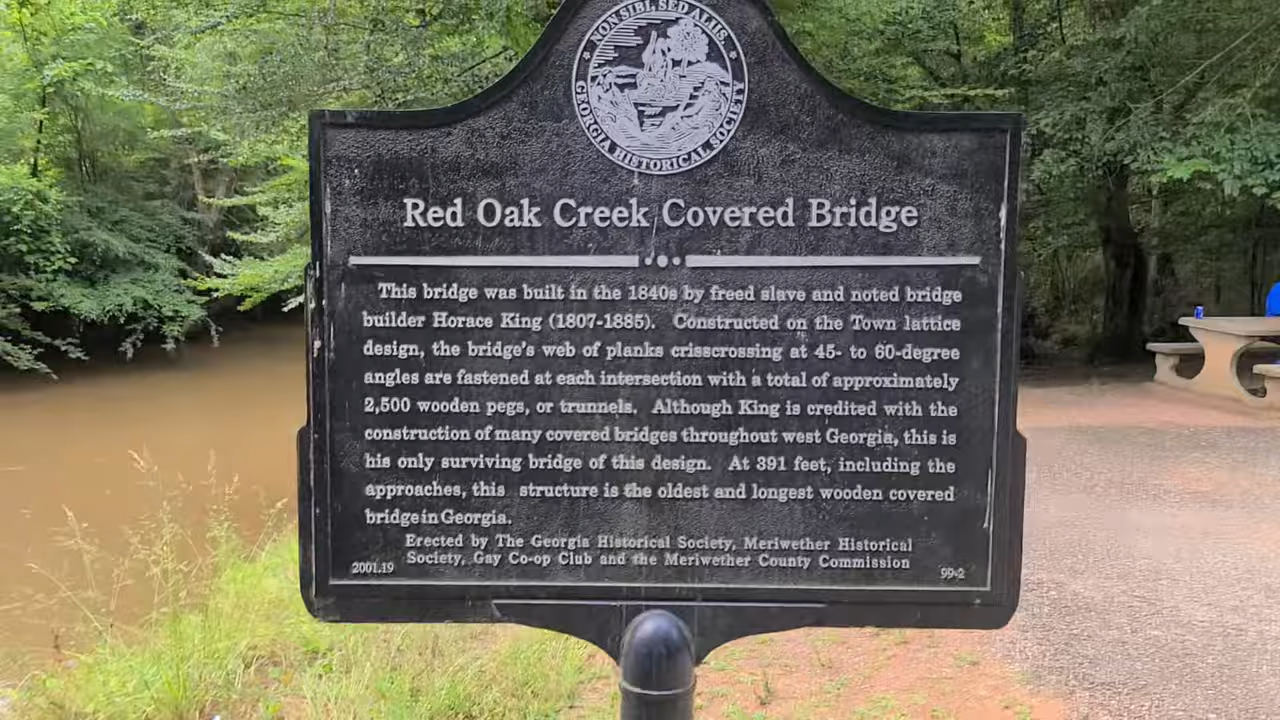 NON SIBI, SED ALIIS.
GEORGIA HISTORICAL SOCIETY
Red Oak Creek Covered Bridge
This bridge was built in the 1840s by freed slave and noted bridge
builder Horace King (1807-1885). Constructed on the Town lattice
design, the bridge's web of planks crisscrossing at 45- to 60-degree
angles are fastened at each intersection with a total of approximately
2,500 wooden pegs, or trunnels. Although King is credited with the
construction of many covered bridges throughout west Georgia, this is
his only surviving bridge of this design. At 391 feet, including the
approaches, this structure is the oldest and longest wooden covered
bridge in Georgia.
Erected by The Georgia Historical Society, Meriwether Historical
Society, Gay Co-op Club and the Meriwether County Commission
2001.19 99-2